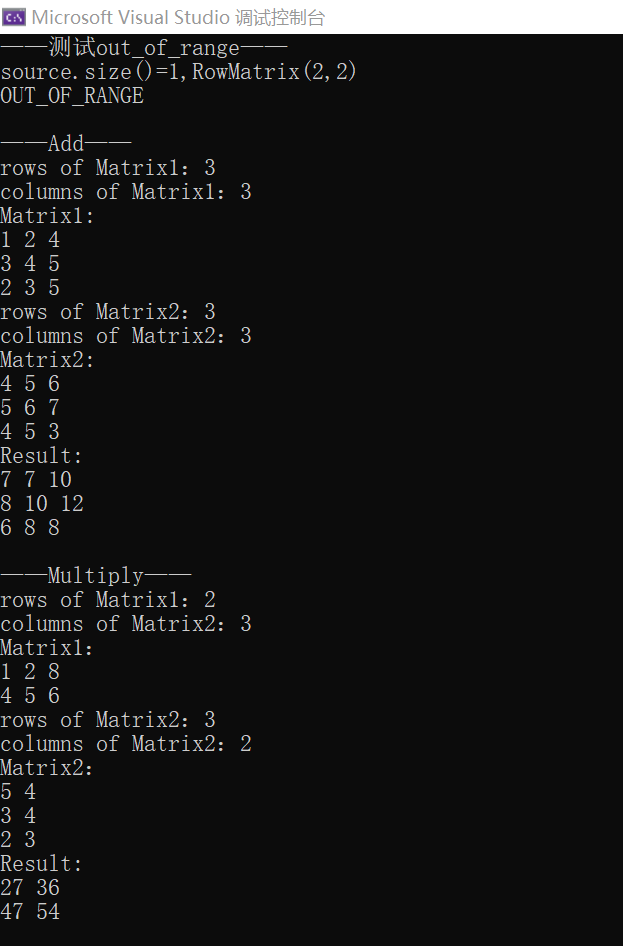 Microsoft Visual Studio 调试控制台
——测试out_of_range——
source.size()=1,RowMatrix(2,2)
OUT_OF_RANGE
——Add——
rows of Matrix1: 3
columns of Matrix1: 3
Matrix1:
1 2 4
3 4 5
2 3 5
rows of Matrix2: 3
columns of Matrix2: 3
Matrix2:
4 5 6
5 6 7
4 5 3
Result:
7 7 10
8 10 12
6 8 8
——Multiply——
rows of Matrix1: 2
columns of Matrix2: 3
Matrix1:
1 2 8
4 5 6
rows of Matrix2: 3
columns of Matrix2: 2
Matrix2:
5 4
3 4
2 3
Result:
27 36
47 54